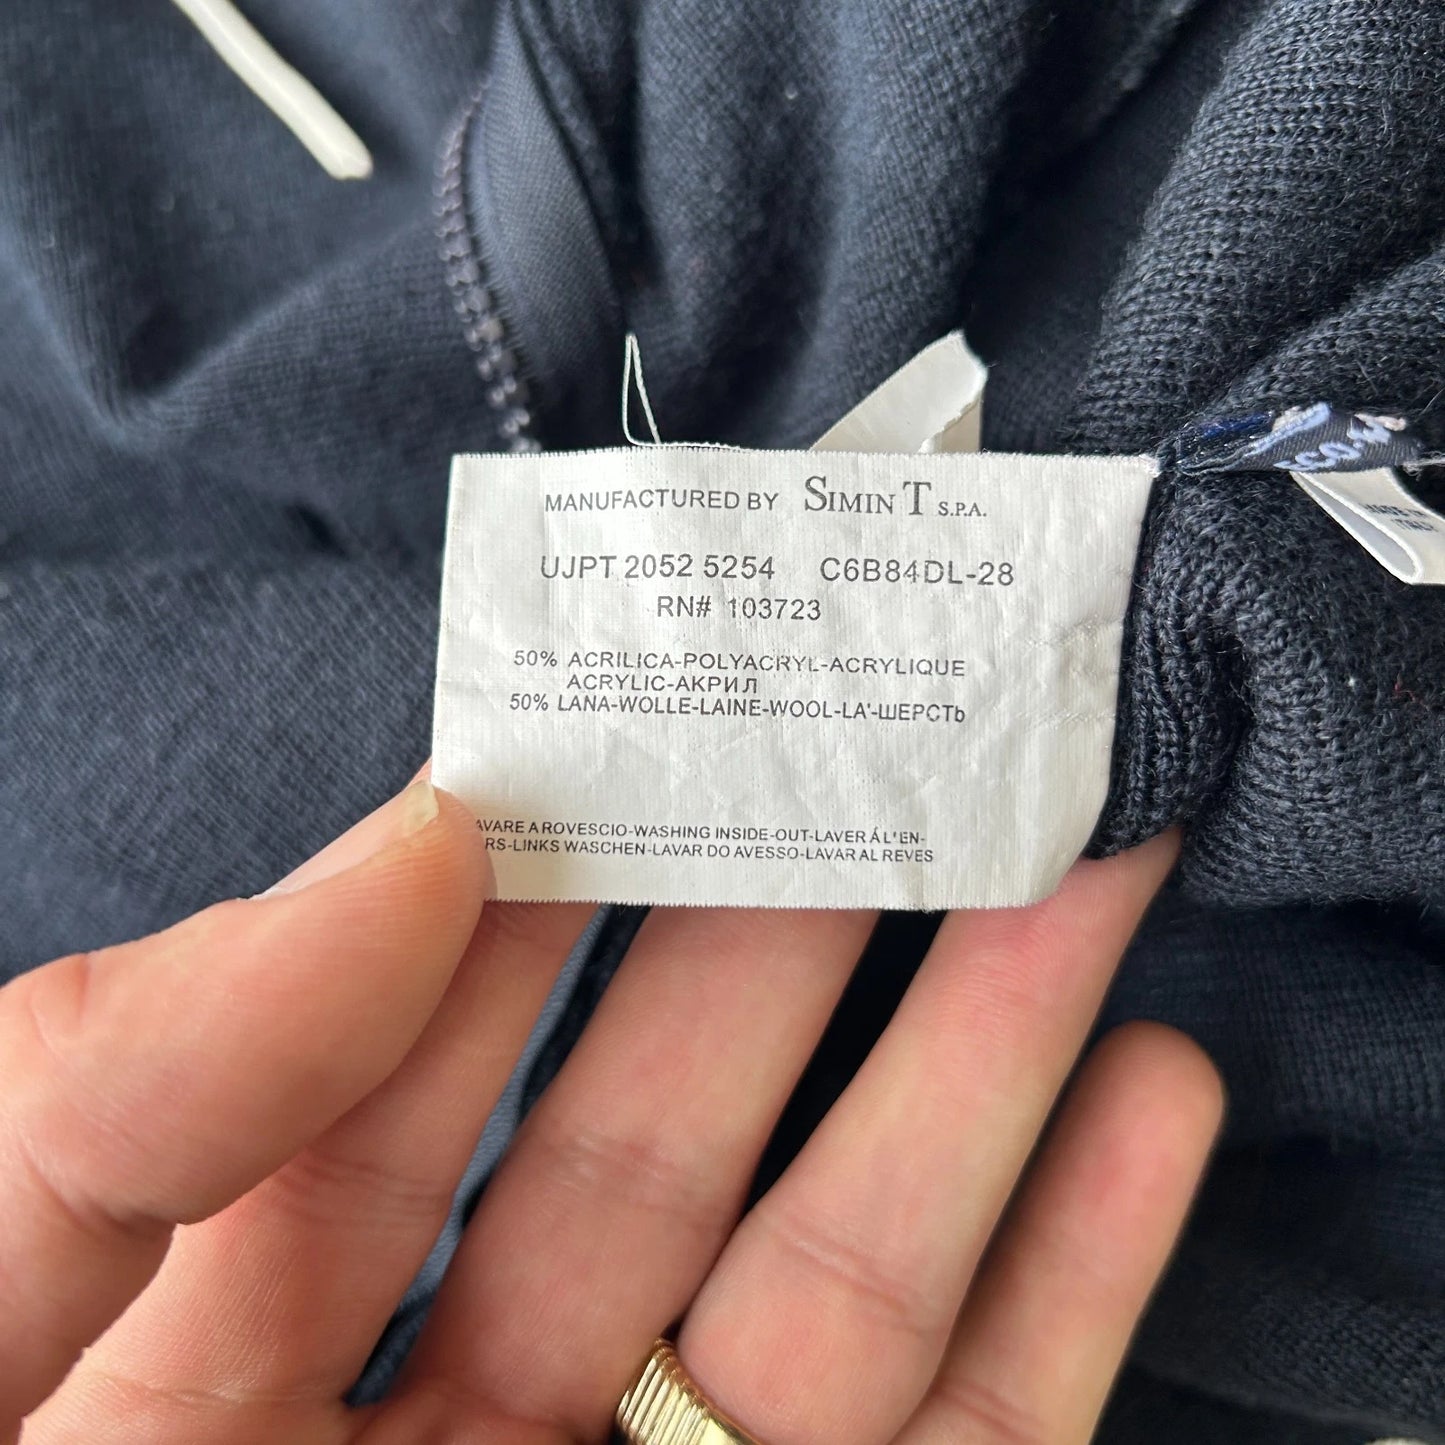 MANUFACTURED BY SIMIN T S.P.A.
UJPT 2052 5254 C6B84DL-28
RN# 103723
50% ACRILICA-POLYACRYL-ACRYLIQUE
ACRYLIC-АКРИЛ
50% LANA-WOLLE-LAINE-WOOL-LA'-ШЕРСТЬ
AVARE A ROVESCIO-WASHING INSIDE-OUT-LAVER Á L'EN-
RS-LINKS WASCHEN-LAVAR DO AVESSO-LAVAR AL REVES